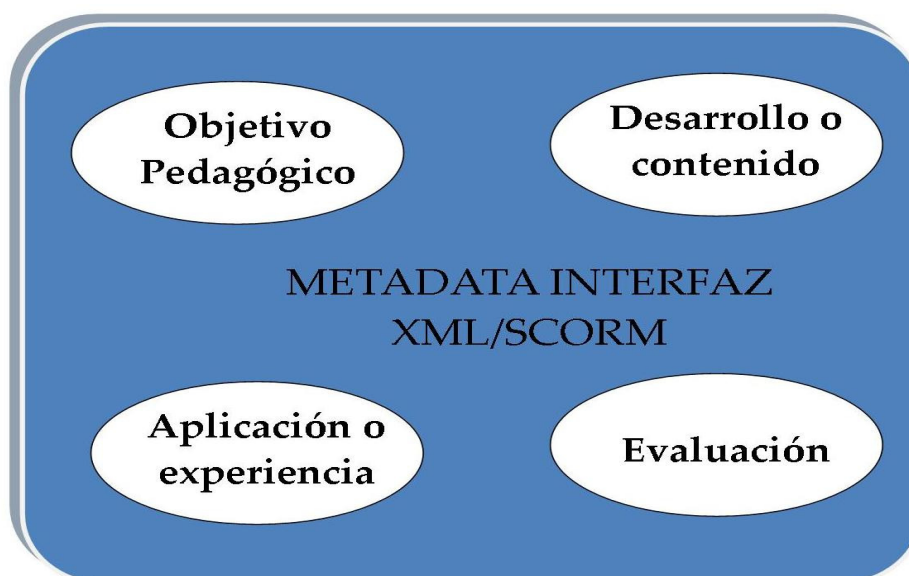 Objetivo
Pedagógico
Desarrollo o
contenido
METADATA INTERFAZ
XML/SCORM
Aplicación o
experiencia
Evaluación